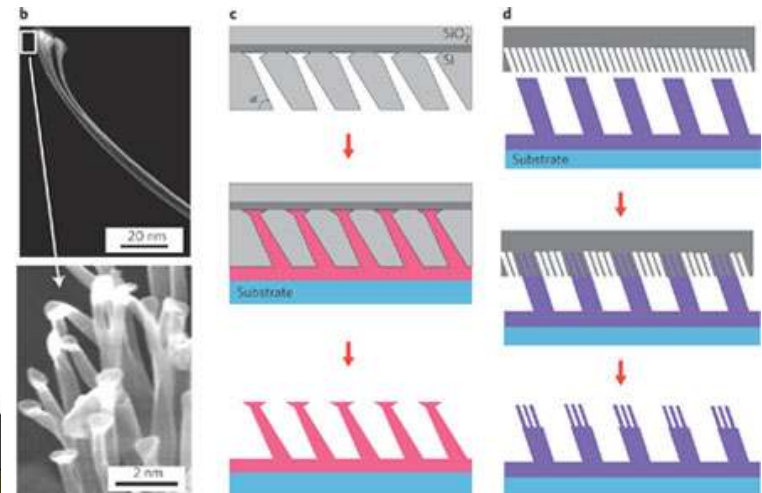 b
20 nm
2 nm
c
SiO2
Si
α
Substrate
d
Substrate